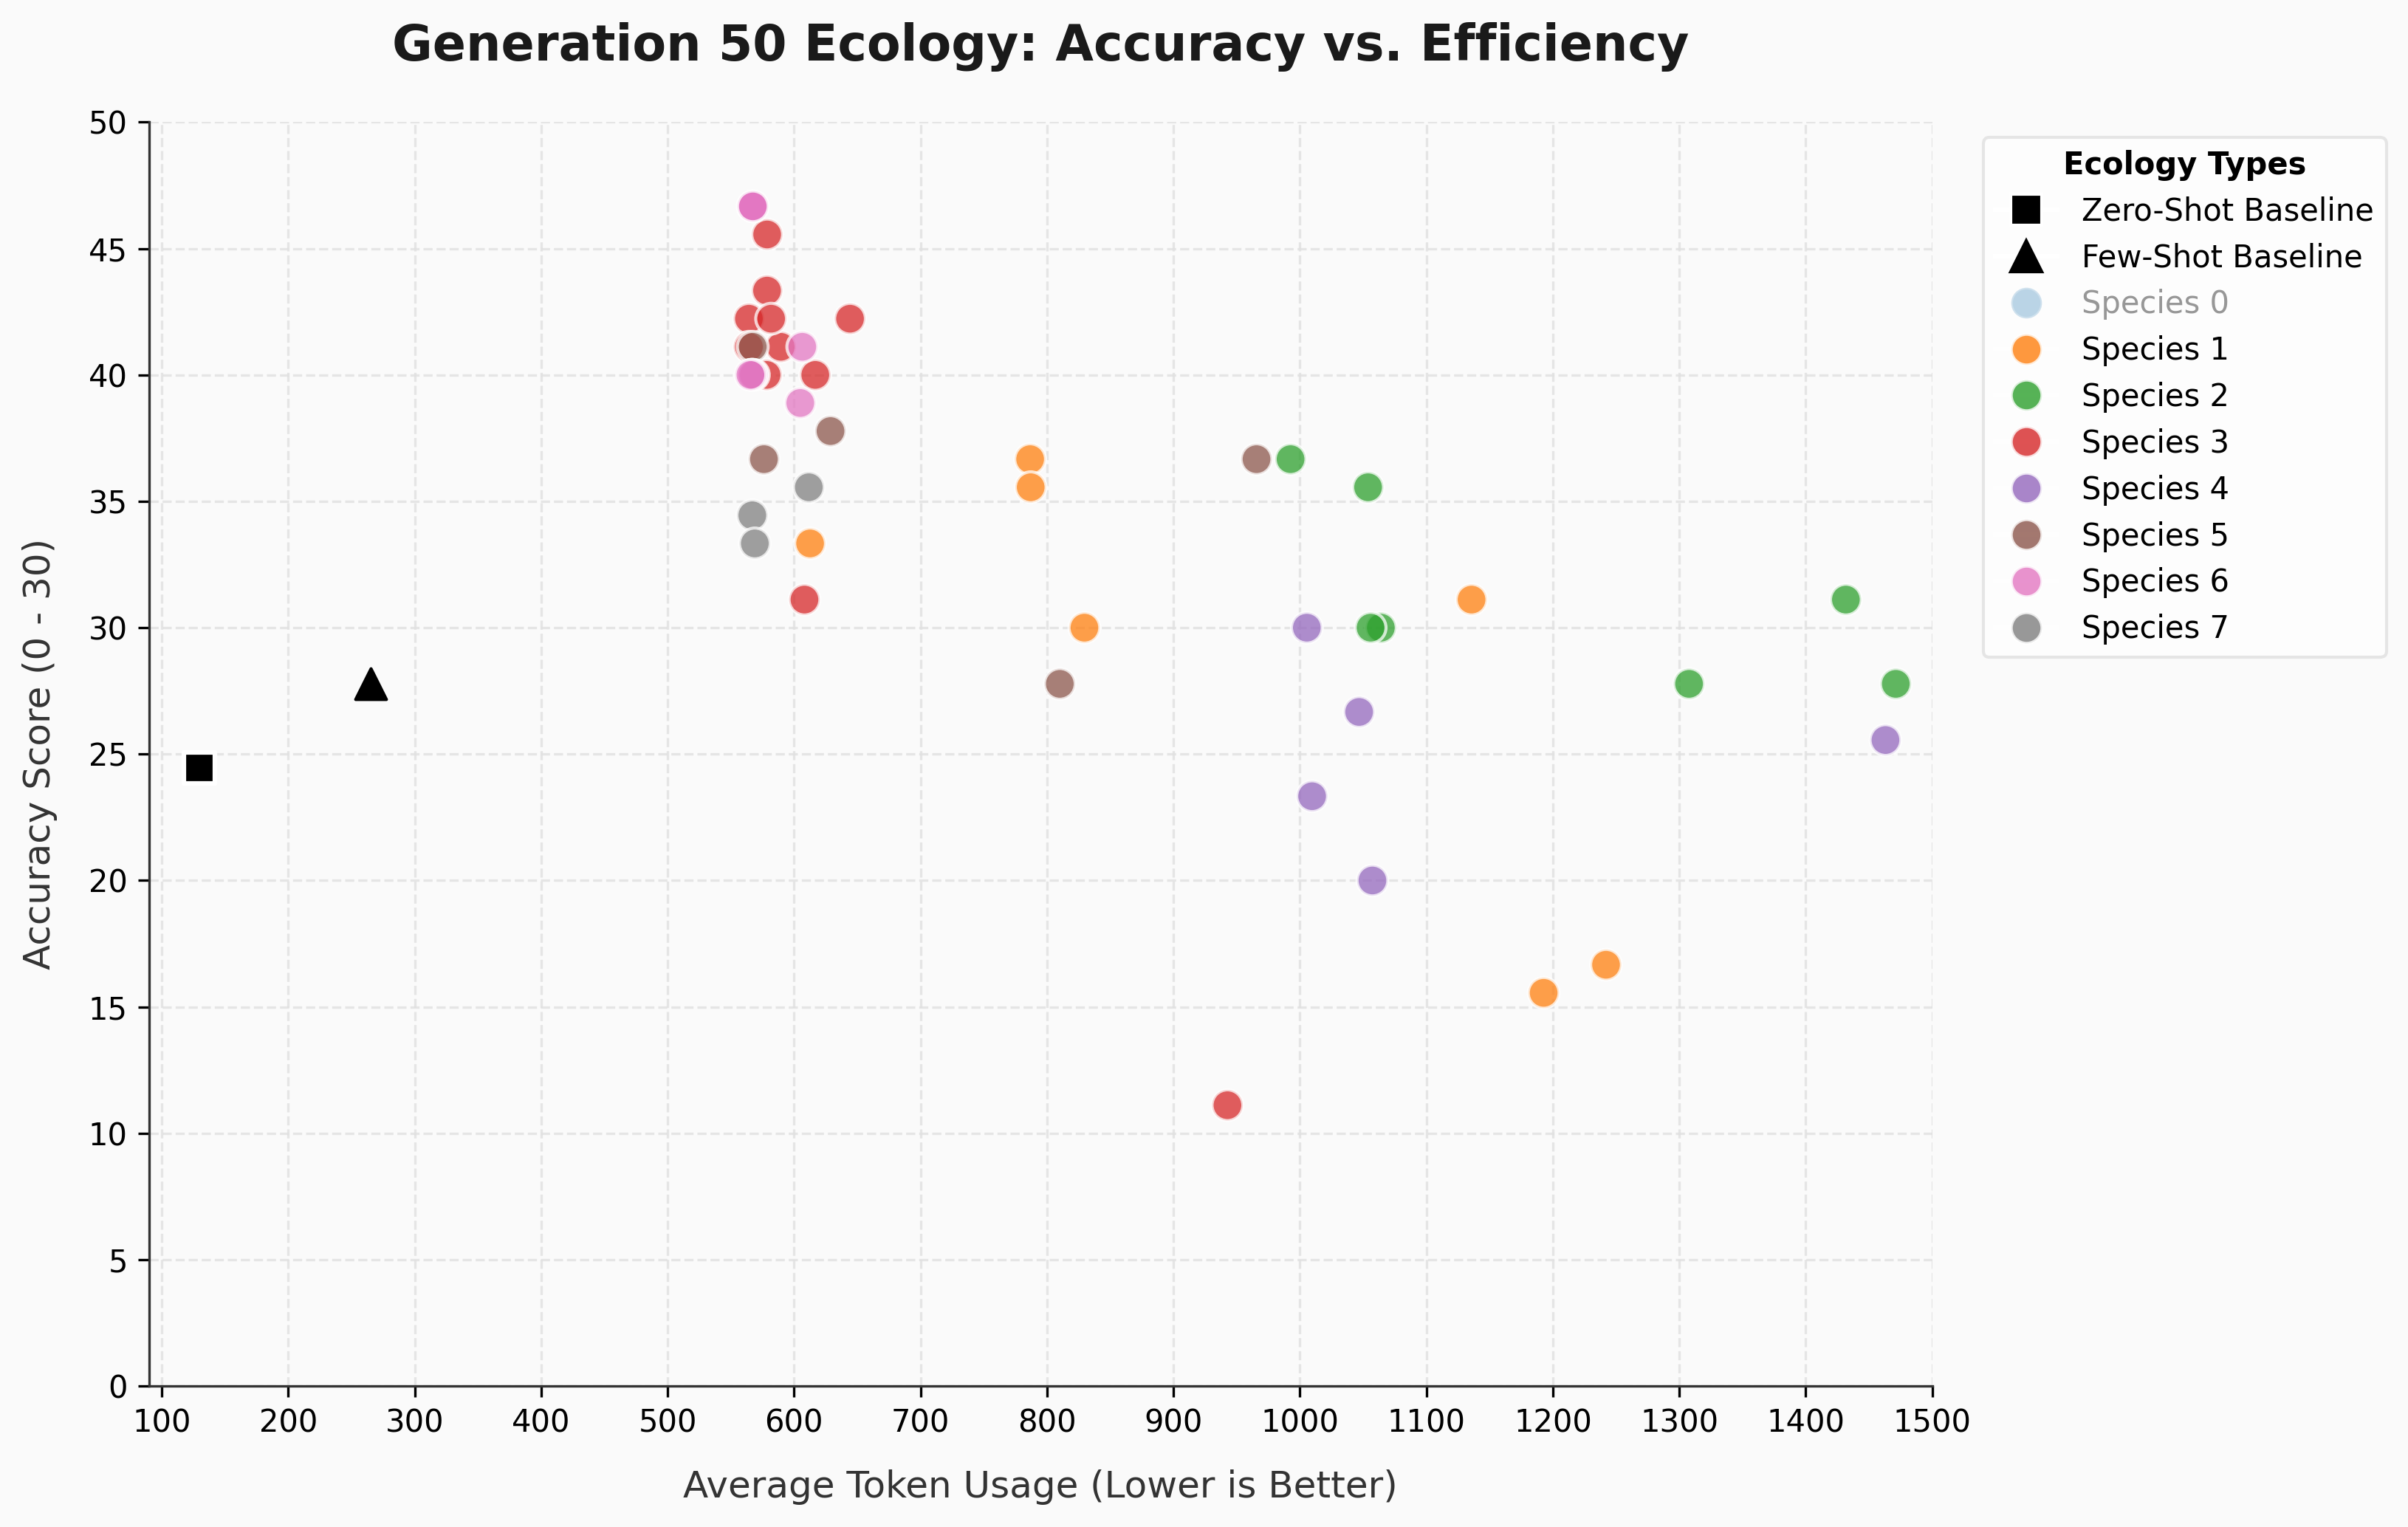 Generation 50 Ecology: Accuracy vs. Efficiency
50
45
40
35
30
25
20
15
10
5
0
Accuracy Score (0 - 30)
100 200 300 400 500 600 700 800 900 1000 1100 1200 1300 1400 1500
Average Token Usage (Lower is Better)
Ecology Types
Zero-Shot Baseline
Few-Shot Baseline
Species 0
Species 1
Species 2
Species 3
Species 4
Species 5
Species 6
Species 7